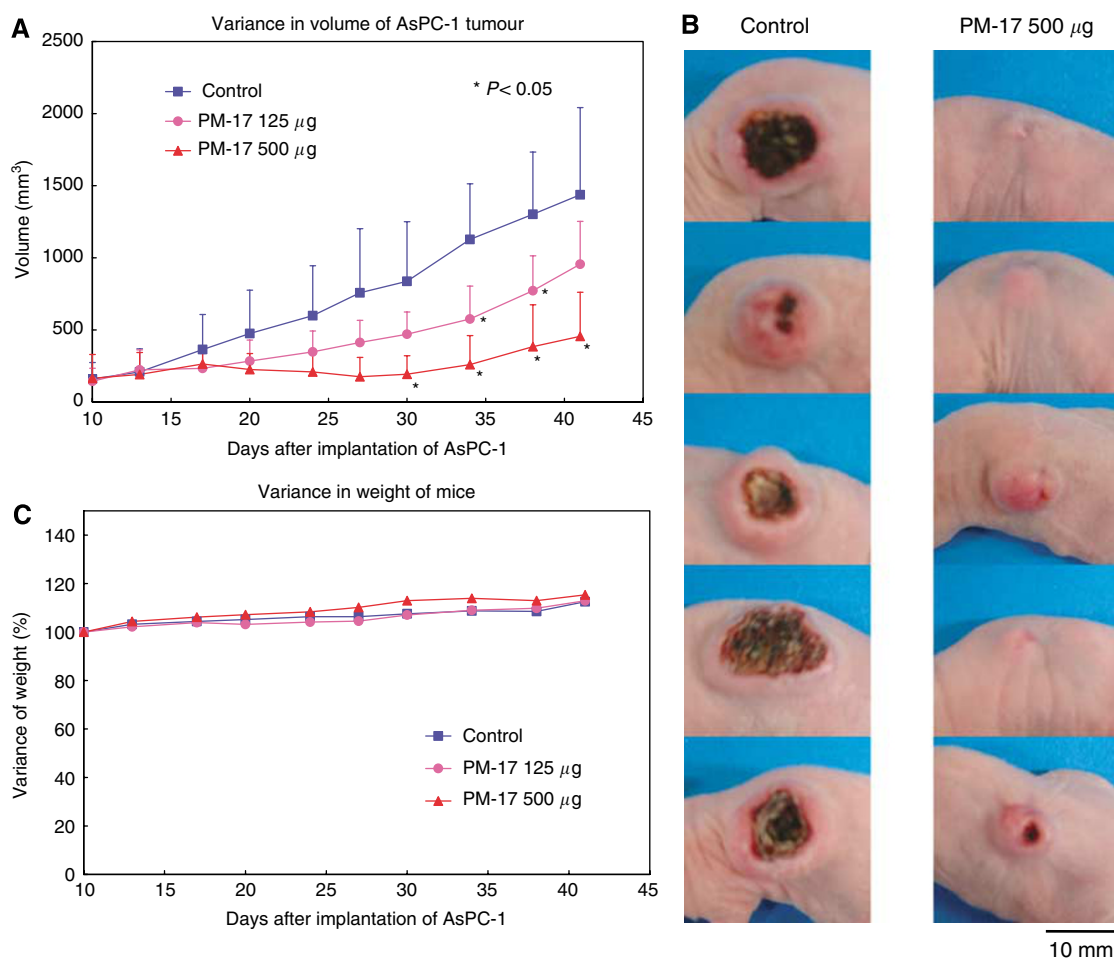 A
Variance in volume of AsPC-1 tumour
2500
2000
1500
1000
500
0
Volume (mm³)
Control
PM-17 125 μg
PM-17 500 μg
* P< 0.05
*
*
*
*
*
*
10 15 20 25 30 35 40 45
Days after implantation of AsPC-1
C
Variance in weight of mice
140
120
100
80
60
40
20
0
Variance of weight (%)
Control
PM-17 125 μg
PM-17 500 μg
10 15 20 25 30 35 40 45
Days after implantation of AsPC-1
B
Control PM-17 500 μg
10 mm